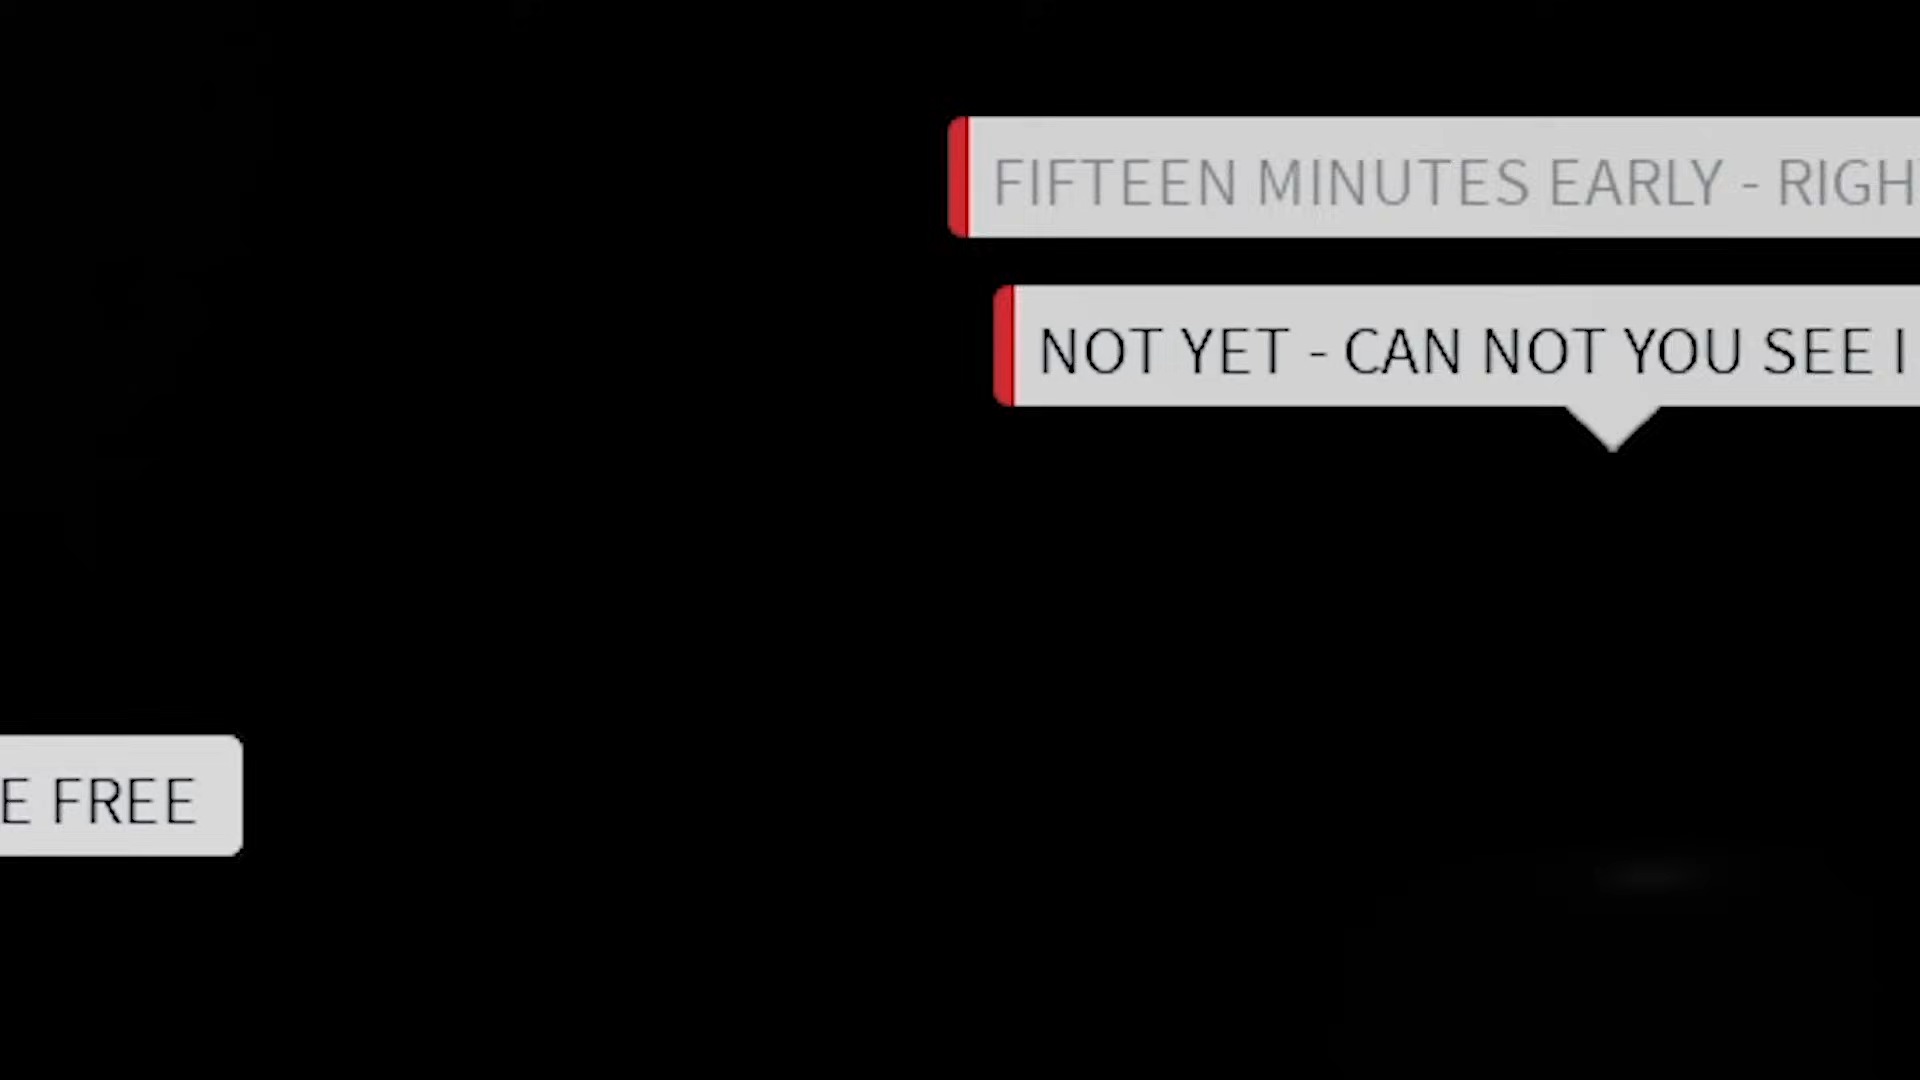 FIFTEEN MINUTES EARLY - RIGH
NOT YET - CAN NOT YOU SEE I
E FREE